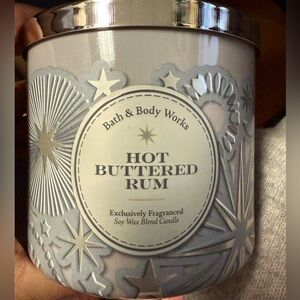 Bath & Body Works
HOT
BUTTERED
RUM
Exclusively Fragranced
Soy Wax Blend Candle